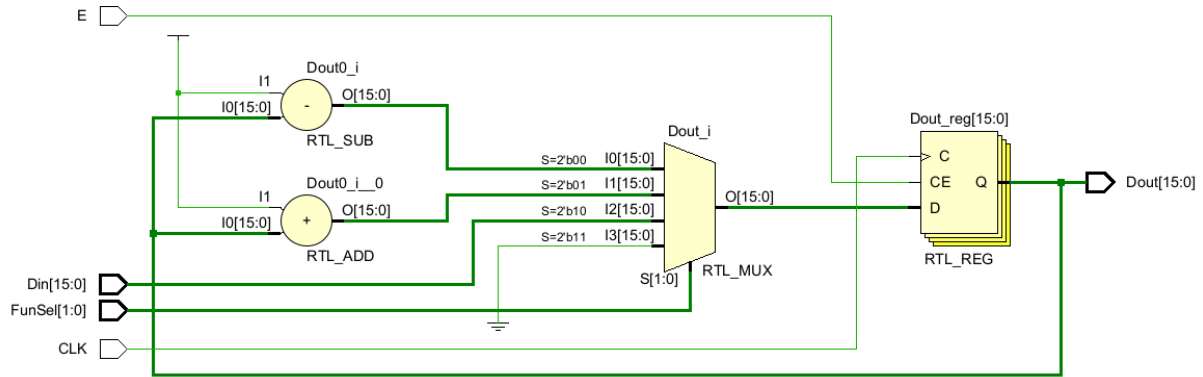 E
Dout0_i
I1
I0[15:0]
-
O[15:0]
RTL_SUB
Dout0_i__0
I1
I0[15:0]
+
O[15:0]
RTL_ADD
Din[15:0]
FunSel[1:0]
CLK
Dout_i
S=2'b00
I0[15:0]
S=2'b01
I1[15:0]
S=2'b10
I2[15:0]
S=2'b11
I3[15:0]
S[1:0]
O[15:0]
RTL_MUX
Dout_reg[15:0]
C
CE
Q
D
RTL_REG
Dout[15:0]